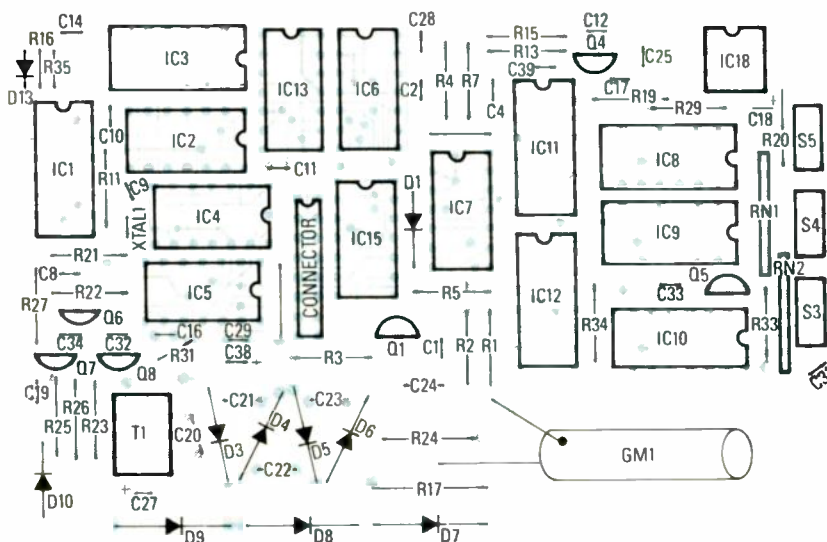 C14
R16
R35
D13
IC3
IC13
IC6
C28
C2
R4
R7
R15
R13
C39
C4
C12
Q4
C25
C17
R19
R29
IC18
C18
R20
S5
IC1
C10
R11
IC2
C11
C9
XTAL1
IC4
CONNECTOR
IC15
D1
IC7
IC11
IC8
IC9
RN1
S4
R21
C8
R22
R27
IC5
Q6
C16
C29
C38
R31
R3
Q1
C1
R5
R2
R1
IC12
R34
C33
Q5
IC10
R33
RN2
S3
C34
C32
Q7
Q8
C19
R25
R26
R23
T1
C20
C21
D3
D4
C22
C23
D5
D6
C24
R24
R17
GM1
D10
+
C27
D9
D8
D7